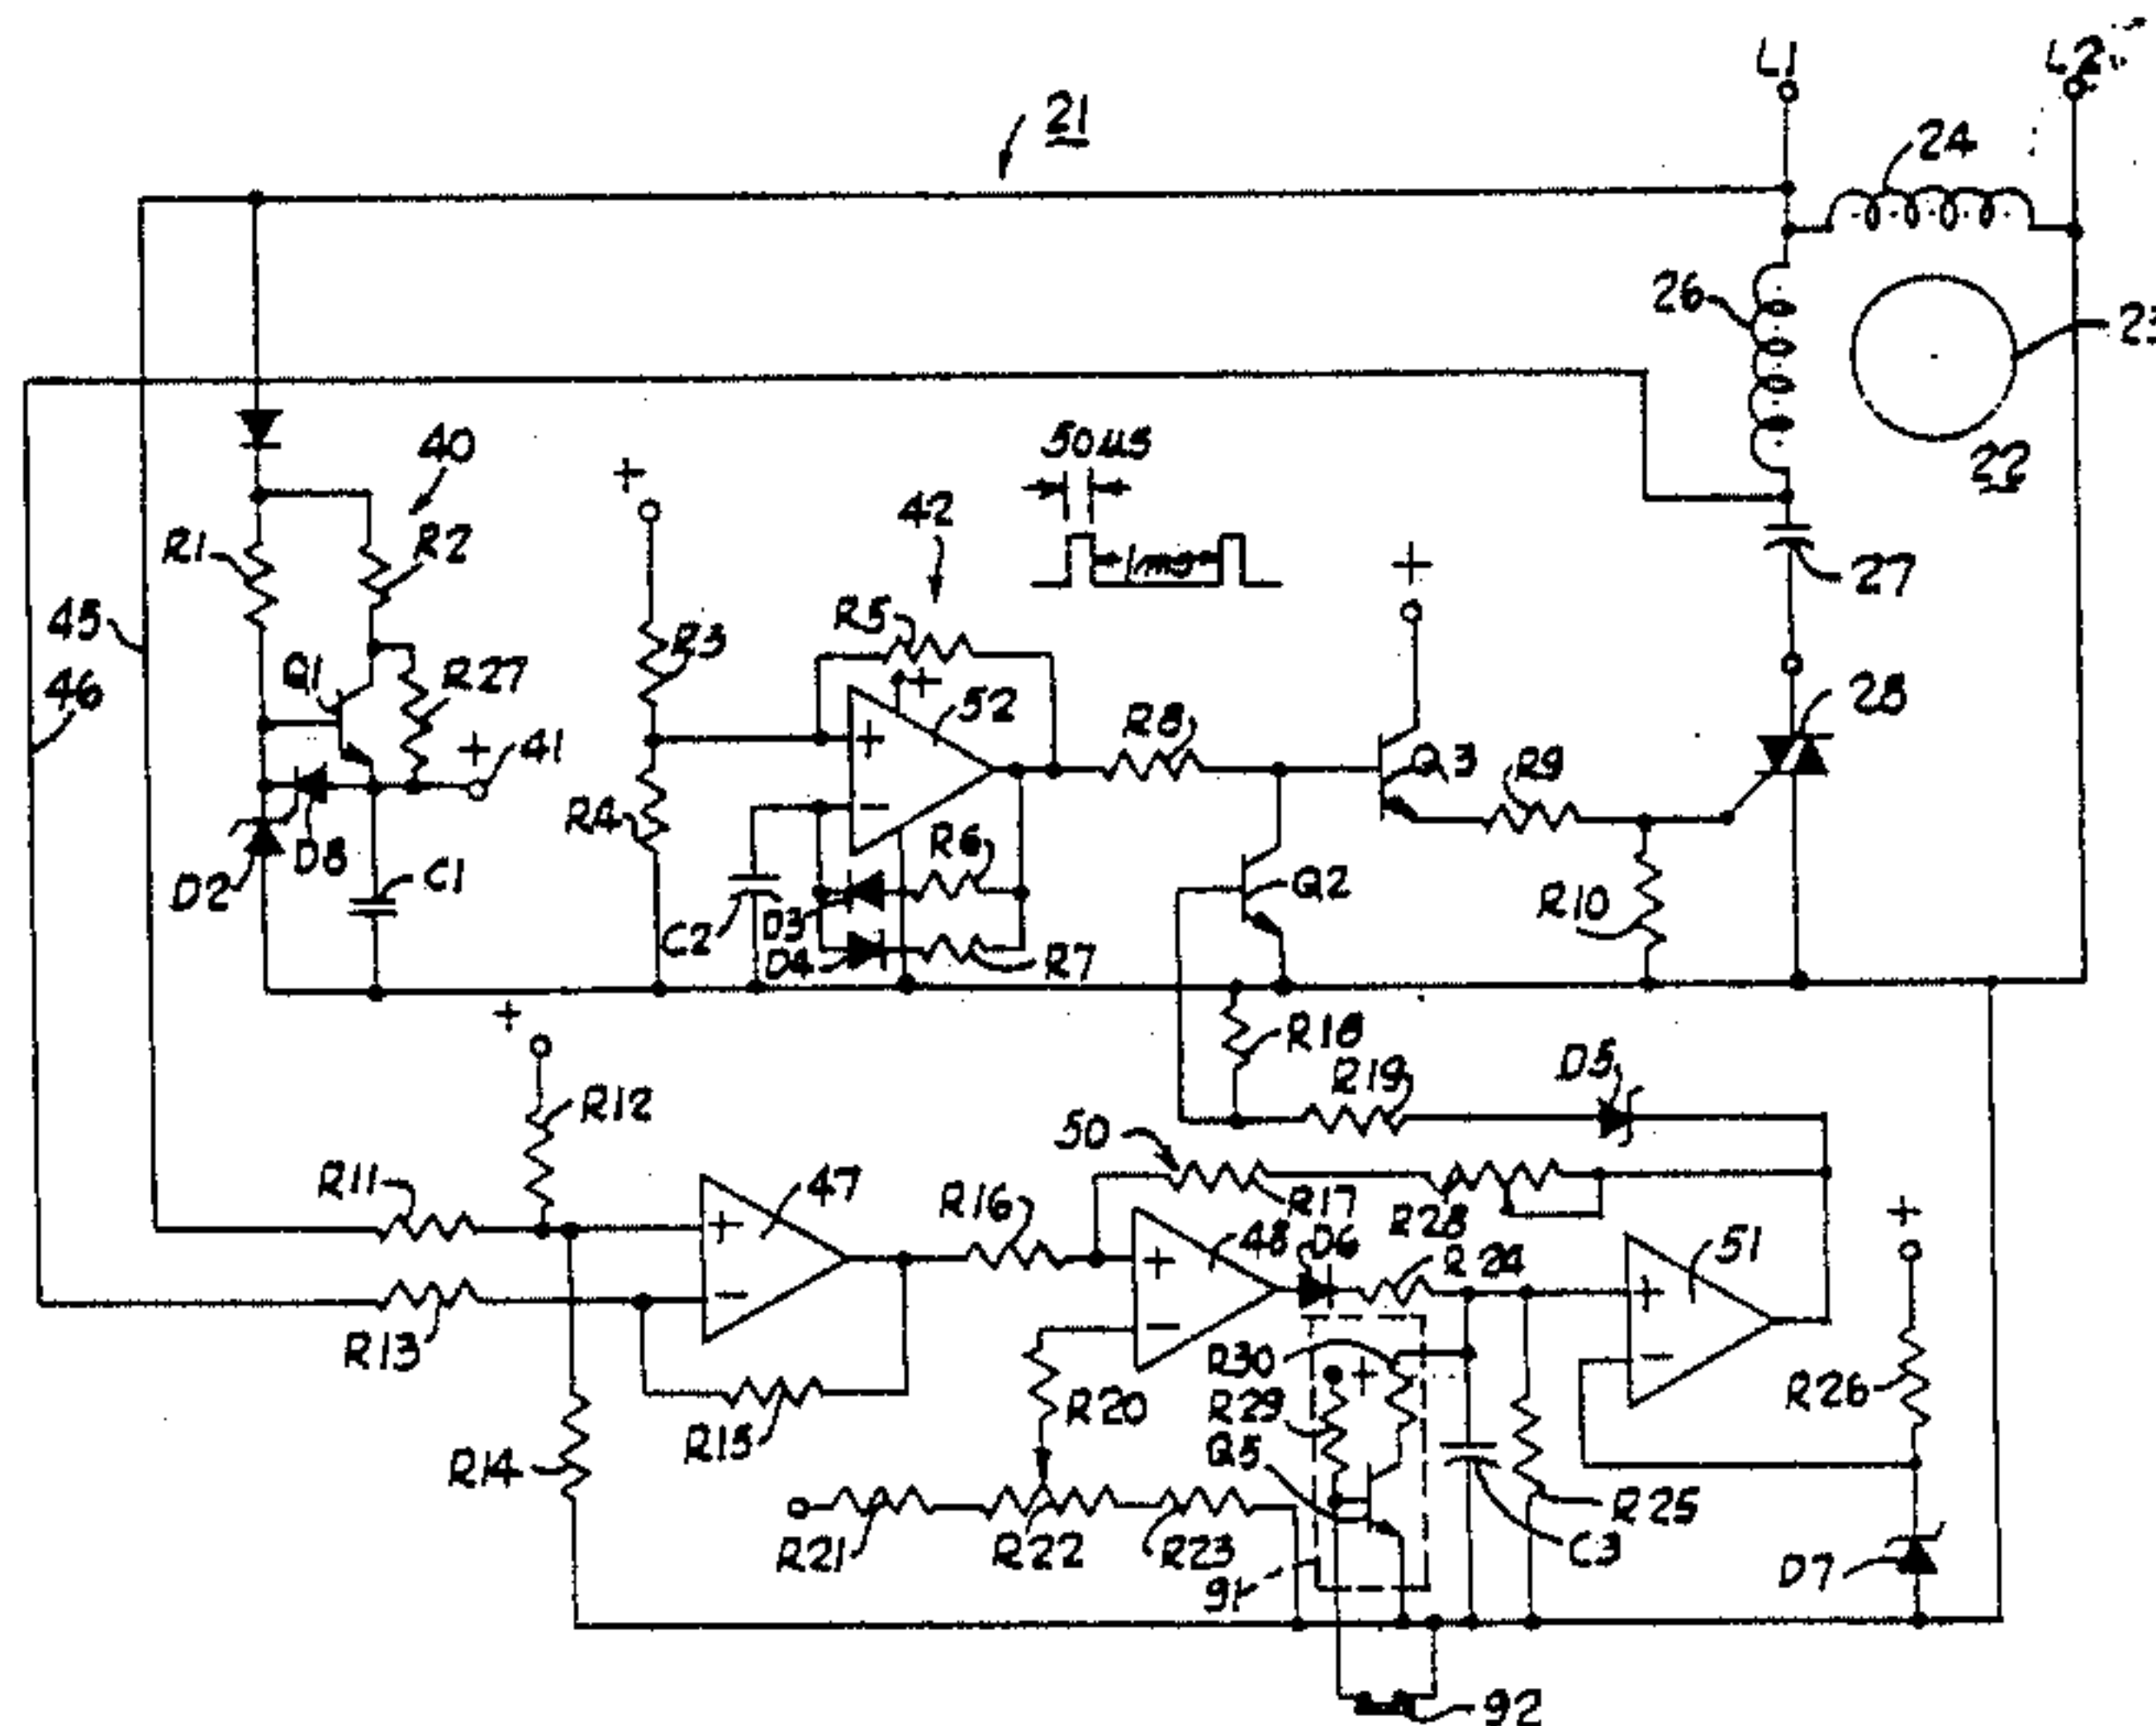 L1
L2
21
24
26
23
22
40
50μs
1ms
42
+
+
R1
R2
27
45
46
R3
R5
Q1
R27
+
41
+
52
R8
28
+
-
Q3
R9
R4
D2
D8
C1
R6
C2
D3
D4
R7
Q2
R10
+
R18
R12
R19
D5
50
R11
47
R16
R17
R28
+
+
-
R13
48
D6
R24
+
-
51
+
-
R15
R20
R30
+
R29
Q5
R26
R14
R21
R22
R23
91
R25
C3
D7
92